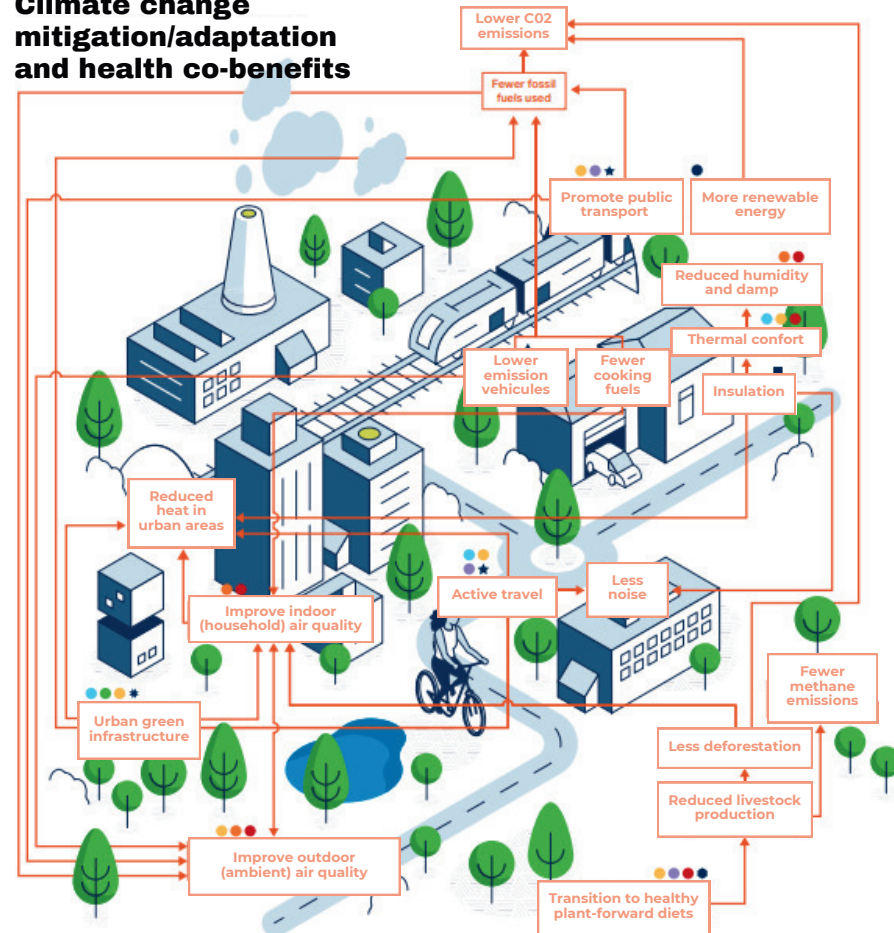 Climate change
mitigation/adaptation
and health co-benefits
Lower C02
emissions
Fewer fossil
fuels used
Promote public
transport
More renewable
energy
Reduced humidity
and damp
Thermal confort
Lower
emission
vehicules
Fewer
cooking
fuels
Insulation
Reduced
heat in
urban areas
Active travel
Less
noise
Improve indoor
(household) air quality
Fewer
methane
emissions
Urban green
infrastructure
Less deforestation
Reduced livestock
production
Improve outdoor
(ambient) air quality
Transition to healthy
plant-forward diets